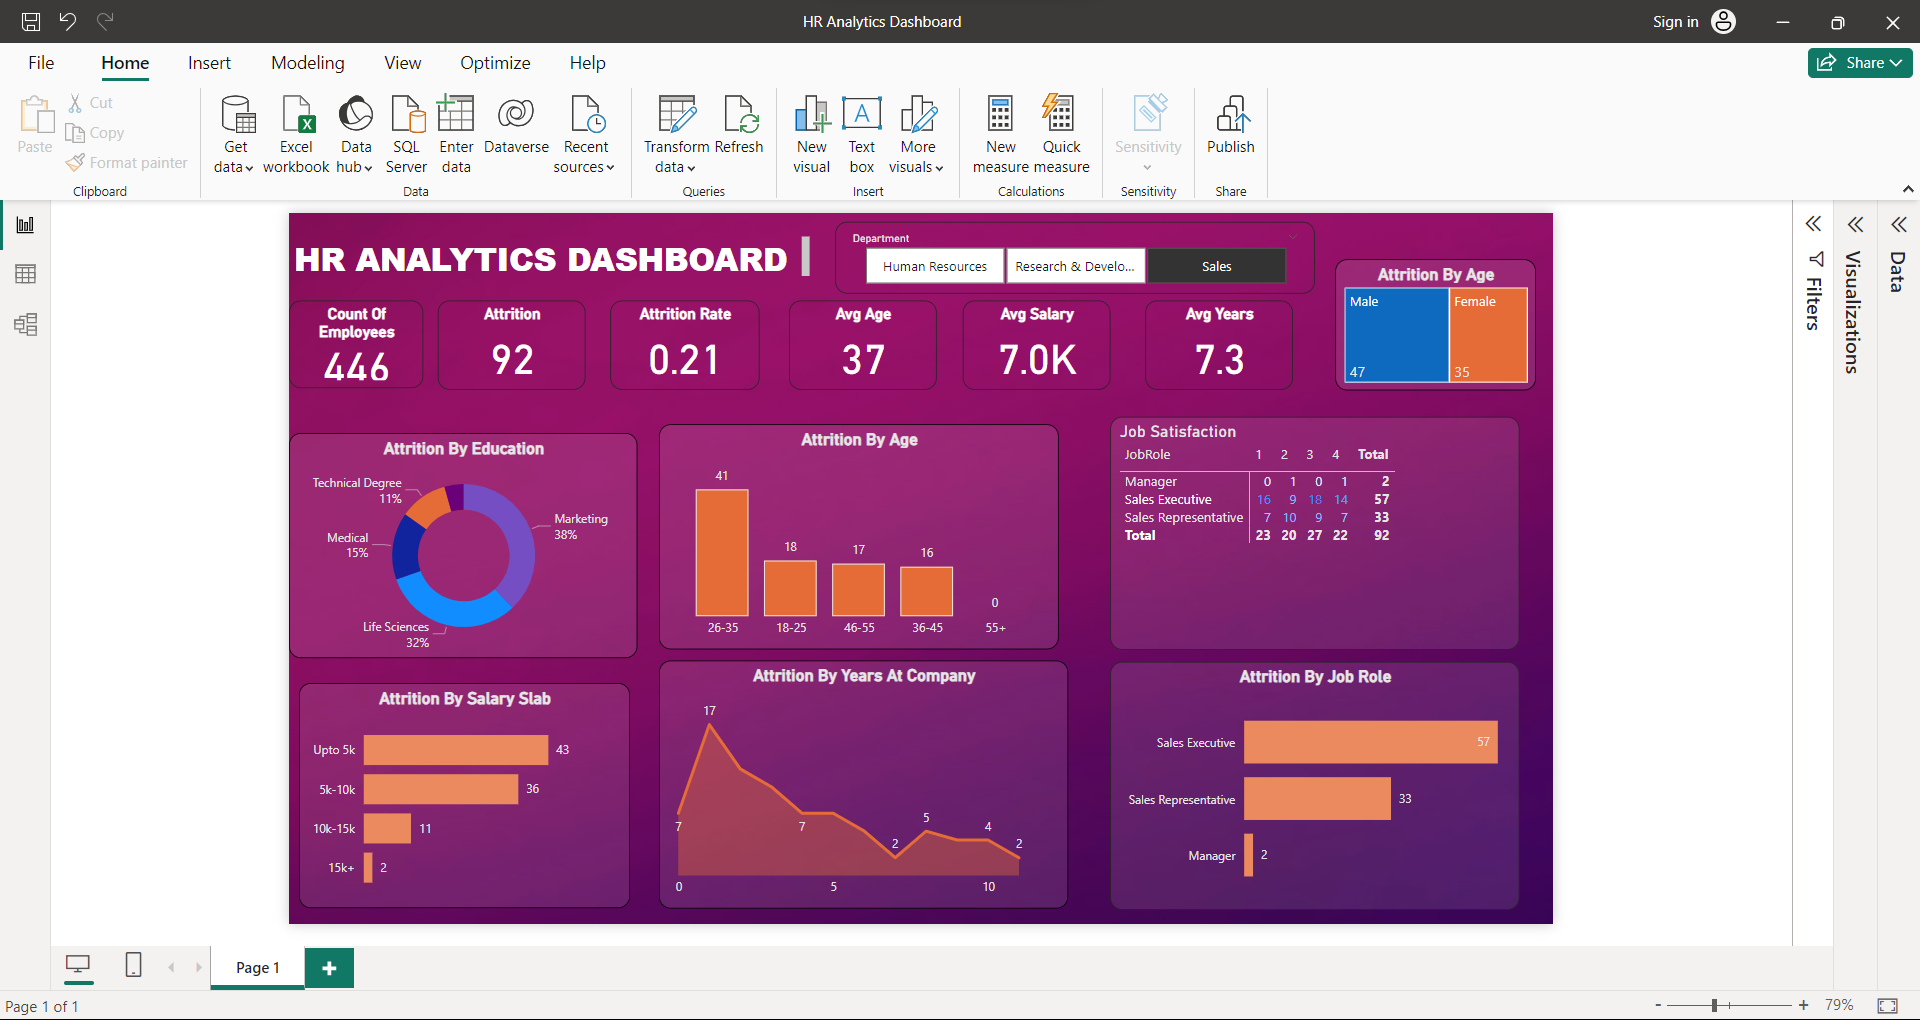 HR Analytics Dashboard
Sign in
File Home Insert Modeling View Optimize Help
Share
Paste
Cut
Copy
Format painter
Clipboard
Get data
Excel workbook
Data hub
SQL Server
Enter data
Dataverse
Recent sources
Data
Transform data
Refresh
Queries
New visual
Text box
More visuals
Insert
New measure
Quick measure
Calculations
Sensitivity
Sensitivity
Publish
Share
HR ANALYTICS DASHBOARD
Department
Human Resources
Research & Develo...
Sales
Count Of
Employees
446
Attrition
92
Attrition Rate
0.21
Avg Age
37
Avg Salary
7.0K
Avg Years
7.3
Attrition By Age
Male
47
Female
35
Filters
Visualizations
Data
Attrition By Education
Technical Degree
11%
Medical
15%
Life Sciences
32%
Marketing
38%
Attrition By Age
41
18
17
16
0
26-35 18-25 46-55 36-45 55+
Job Satisfaction
JobRole 1 2 3 4 Total
Manager 0 1 0 1 2
Sales Executive 16 9 18 14 57
Sales Representative 7 10 9 7 33
Total 23 20 27 22 92
Attrition By Salary Slab
Upto 5k 43
5k-10k 36
10k-15k 11
15k+ 2
Attrition By Years At Company
17
7
7
2
5
4
2
0 5 10
Attrition By Job Role
Sales Executive 57
Sales Representative 33
Manager 2
Page 1
+
Page 1 of 1
- + 79%